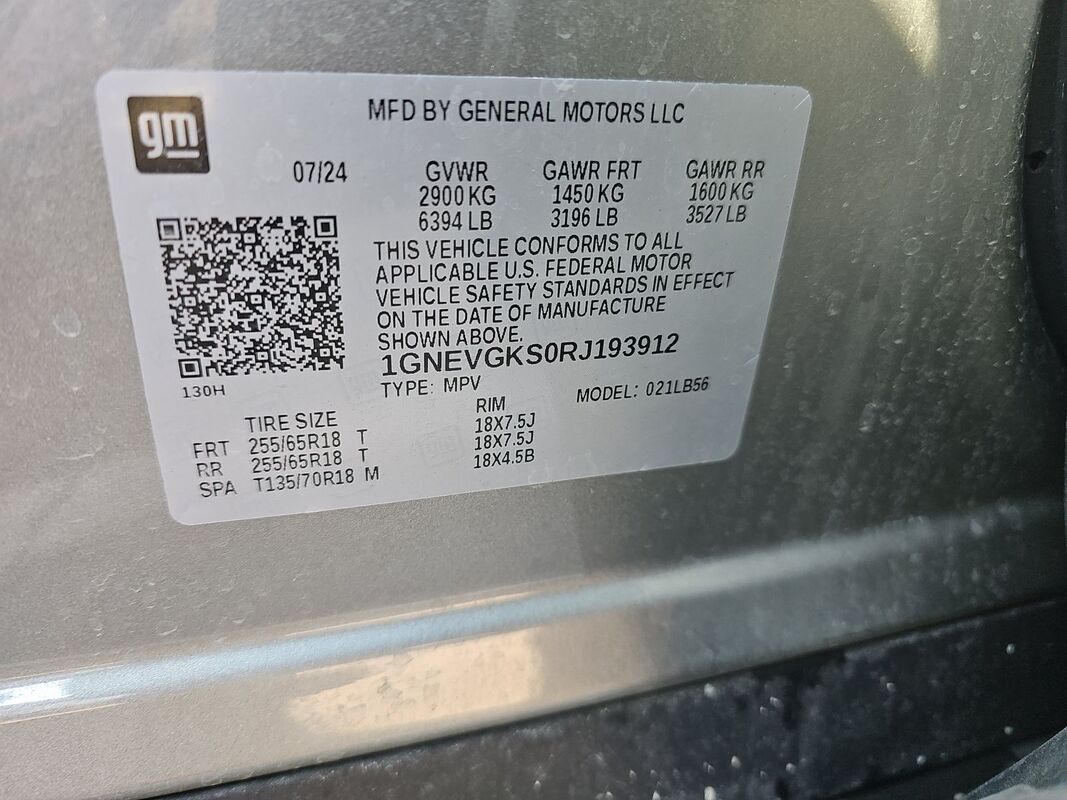 gm
MFD BY GENERAL MOTORS LLC
07/24 GVWR GAWR FRT GAWR RR
2900 KG 1450 KG 1600 KG
6394 LB 3196 LB 3527 LB
THIS VEHICLE CONFORMS TO ALL
APPLICABLE U.S. FEDERAL MOTOR
VEHICLE SAFETY STANDARDS IN EFFECT
ON THE DATE OF MANUFACTURE
SHOWN ABOVE.
1GNEVGKS0RJ193912
130H
TYPE: MPV MODEL: 021LB56
TIRE SIZE RIM
FRT 255/65R18 T 18X7.5J
RR 255/65R18 T 18X7.5J
SPA T135/70R18 M 18X4.5B